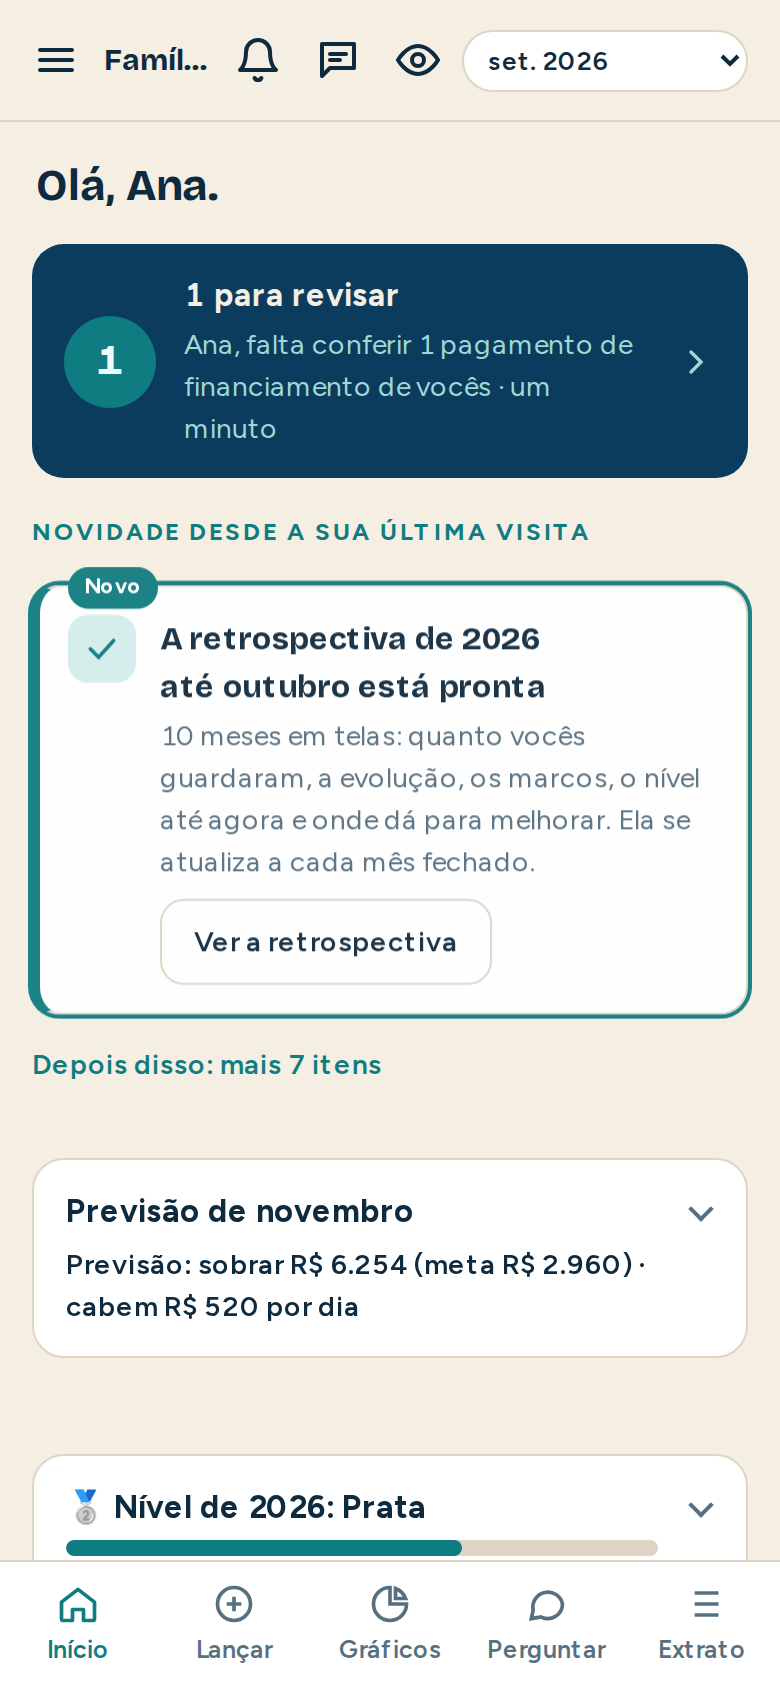 Famíl...
set. 2026
Olá, Ana.
1
1 para revisar
Ana, falta conferir 1 pagamento de
financiamento de vocês · um
minuto
NOVIDADE DESDE A SUA ÚLTIMA VISITA
Novo
A retrospectiva de 2026
até outubro está pronta
10 meses em telas: quanto vocês
guardaram, a evolução, os marcos, o nível
até agora e onde dá para melhorar. Ela se
atualiza a cada mês fechado.
Ver a retrospectiva
Depois disso: mais 7 itens
Previsão de novembro
Previsão: sobrar R$ 6.254 (meta R$ 2.960) ·
cabem R$ 520 por dia
🥈 Nível de 2026: Prata
Início
Lançar
Gráficos
Perguntar
Extrato